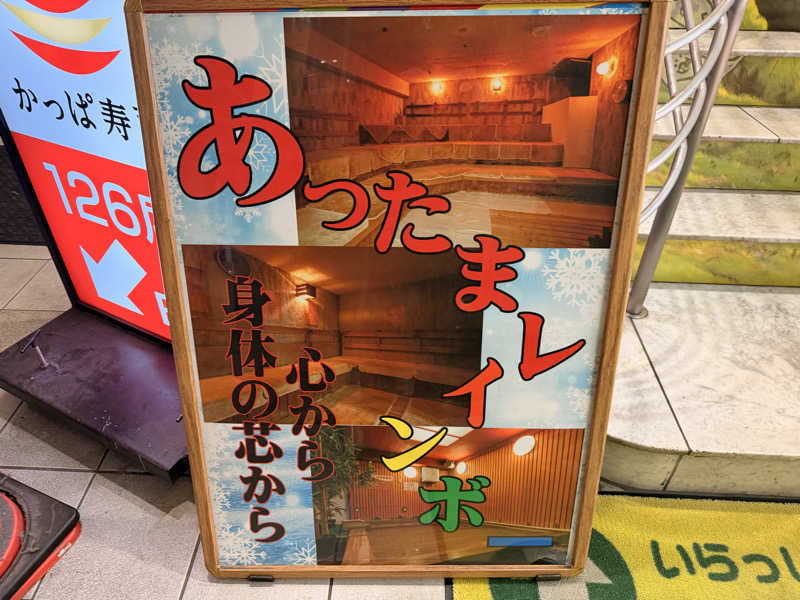 かっぱ寿
126
あったまレインボ
身体の芯から
心から
いらっし